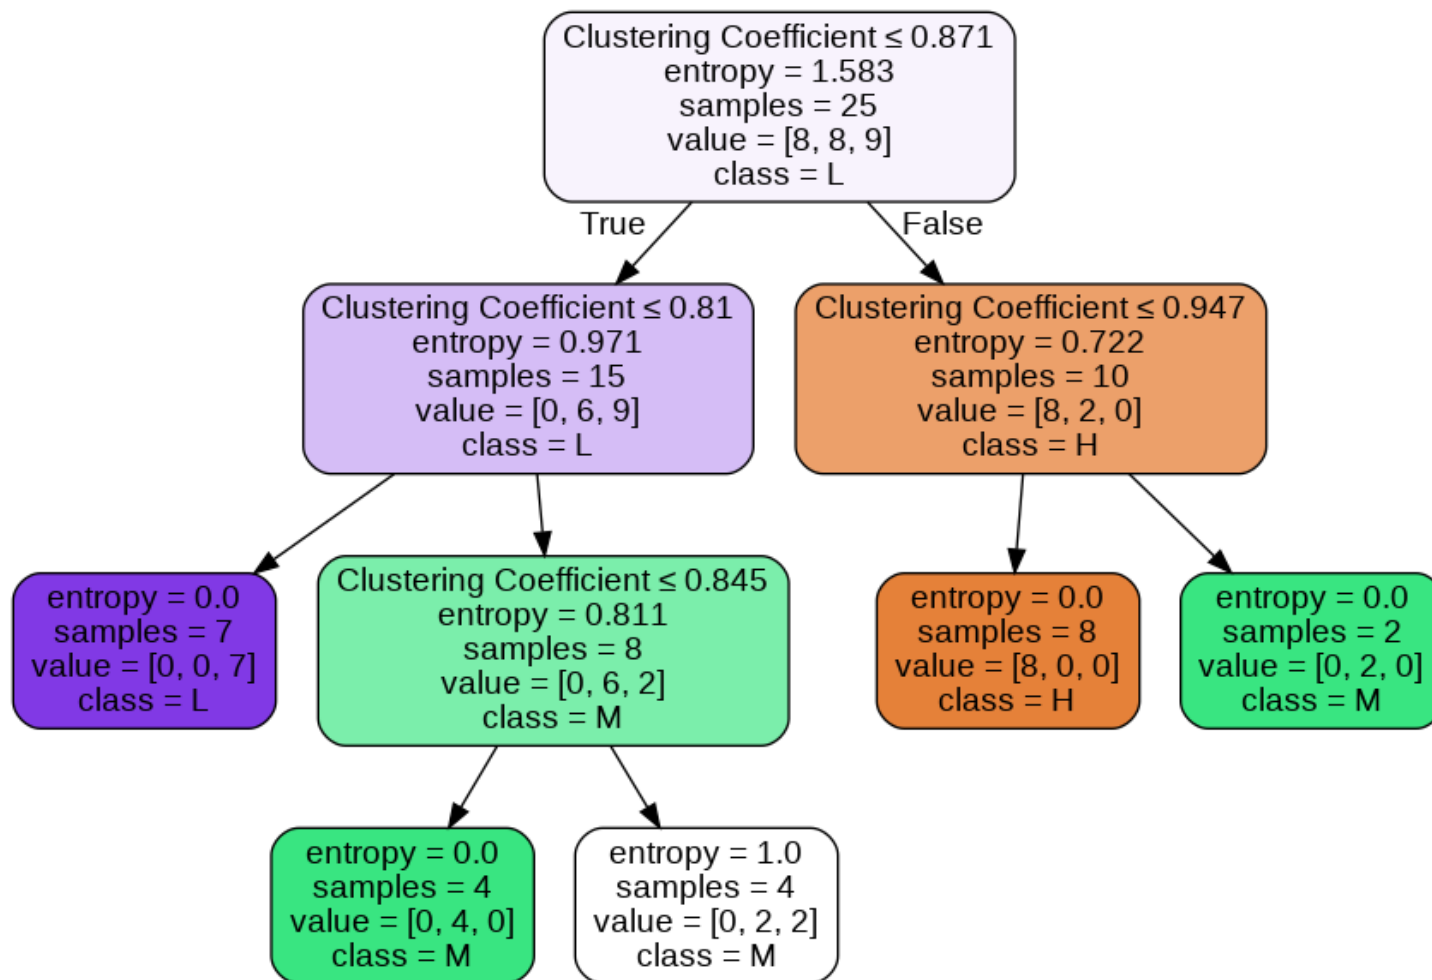 Clustering Coefficient ≤ 0.871
entropy = 1.583
samples = 25
value = [8, 8, 9]
class = L
True
False
Clustering Coefficient ≤ 0.81
entropy = 0.971
samples = 15
value = [0, 6, 9]
class = L
Clustering Coefficient ≤ 0.947
entropy = 0.722
samples = 10
value = [8, 2, 0]
class = H
entropy = 0.0
samples = 7
value = [0, 0, 7]
class = L
Clustering Coefficient ≤ 0.845
entropy = 0.811
samples = 8
value = [0, 6, 2]
class = M
entropy = 0.0
samples = 8
value = [8, 0, 0]
class = H
entropy = 0.0
samples = 2
value = [0, 2, 0]
class = M
entropy = 0.0
samples = 4
value = [0, 4, 0]
class = M
entropy = 1.0
samples = 4
value = [0, 2, 2]
class = M